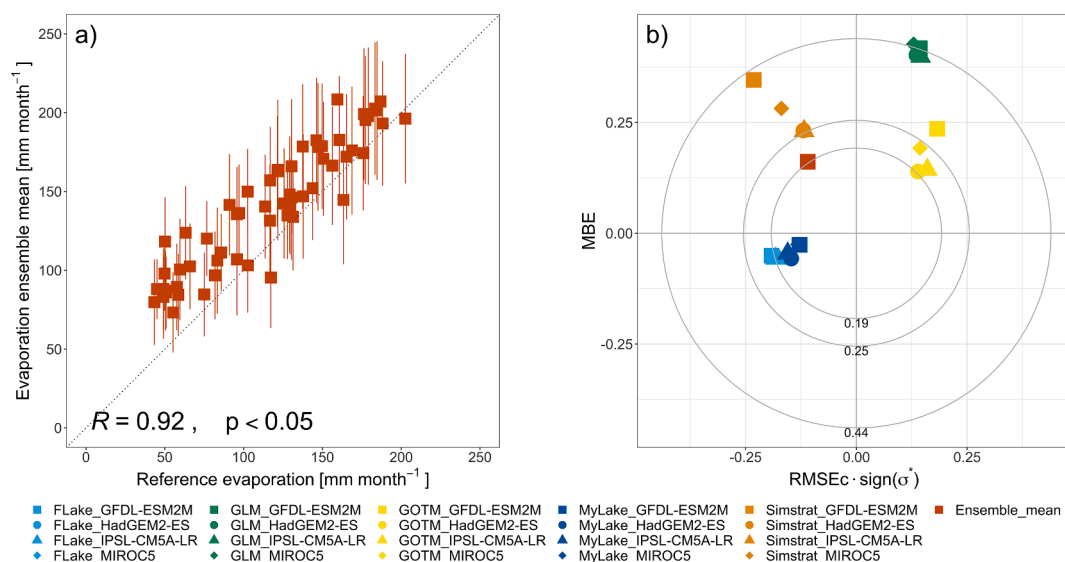 a)
Evaporation ensemble mean [mm month⁻¹ ]
250
200
150
100
50
0
R = 0.92 , p < 0.05
0 50 100 150 200 250
Reference evaporation [mm month⁻¹ ]
b)
MBE
0.25
0.00
-0.25
0.19
0.25
0.44
-0.25 0.00 0.25
RMSEc · sign(σ*)
FLake_GFDL-ESM2M GLM_GFDL-ESM2M GOTM_GFDL-ESM2M MyLake_GFDL-ESM2M Simstrat_GFDL-ESM2M Ensemble_mean
FLake_HadGEM2-ES GLM_HadGEM2-ES GOTM_HadGEM2-ES MyLake_HadGEM2-ES Simstrat_HadGEM2-ES
FLake_IPSL-CM5A-LR GLM_IPSL-CM5A-LR GOTM_IPSL-CM5A-LR MyLake_IPSL-CM5A-LR Simstrat_IPSL-CM5A-LR
FLake_MIROC5 GLM_MIROC5 GOTM_MIROC5 MyLake_MIROC5 Simstrat_MIROC5